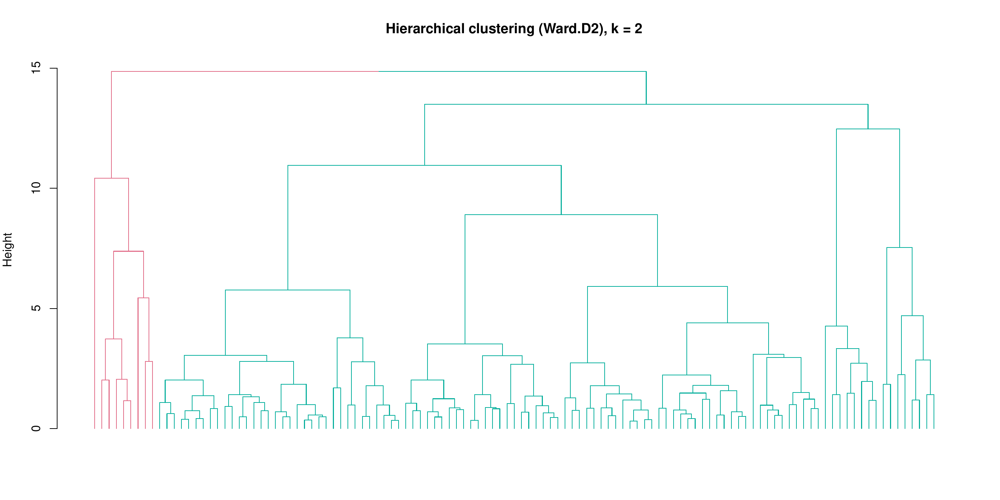 Hierarchical clustering (Ward.D2), k = 2
15
10
5
0
Height